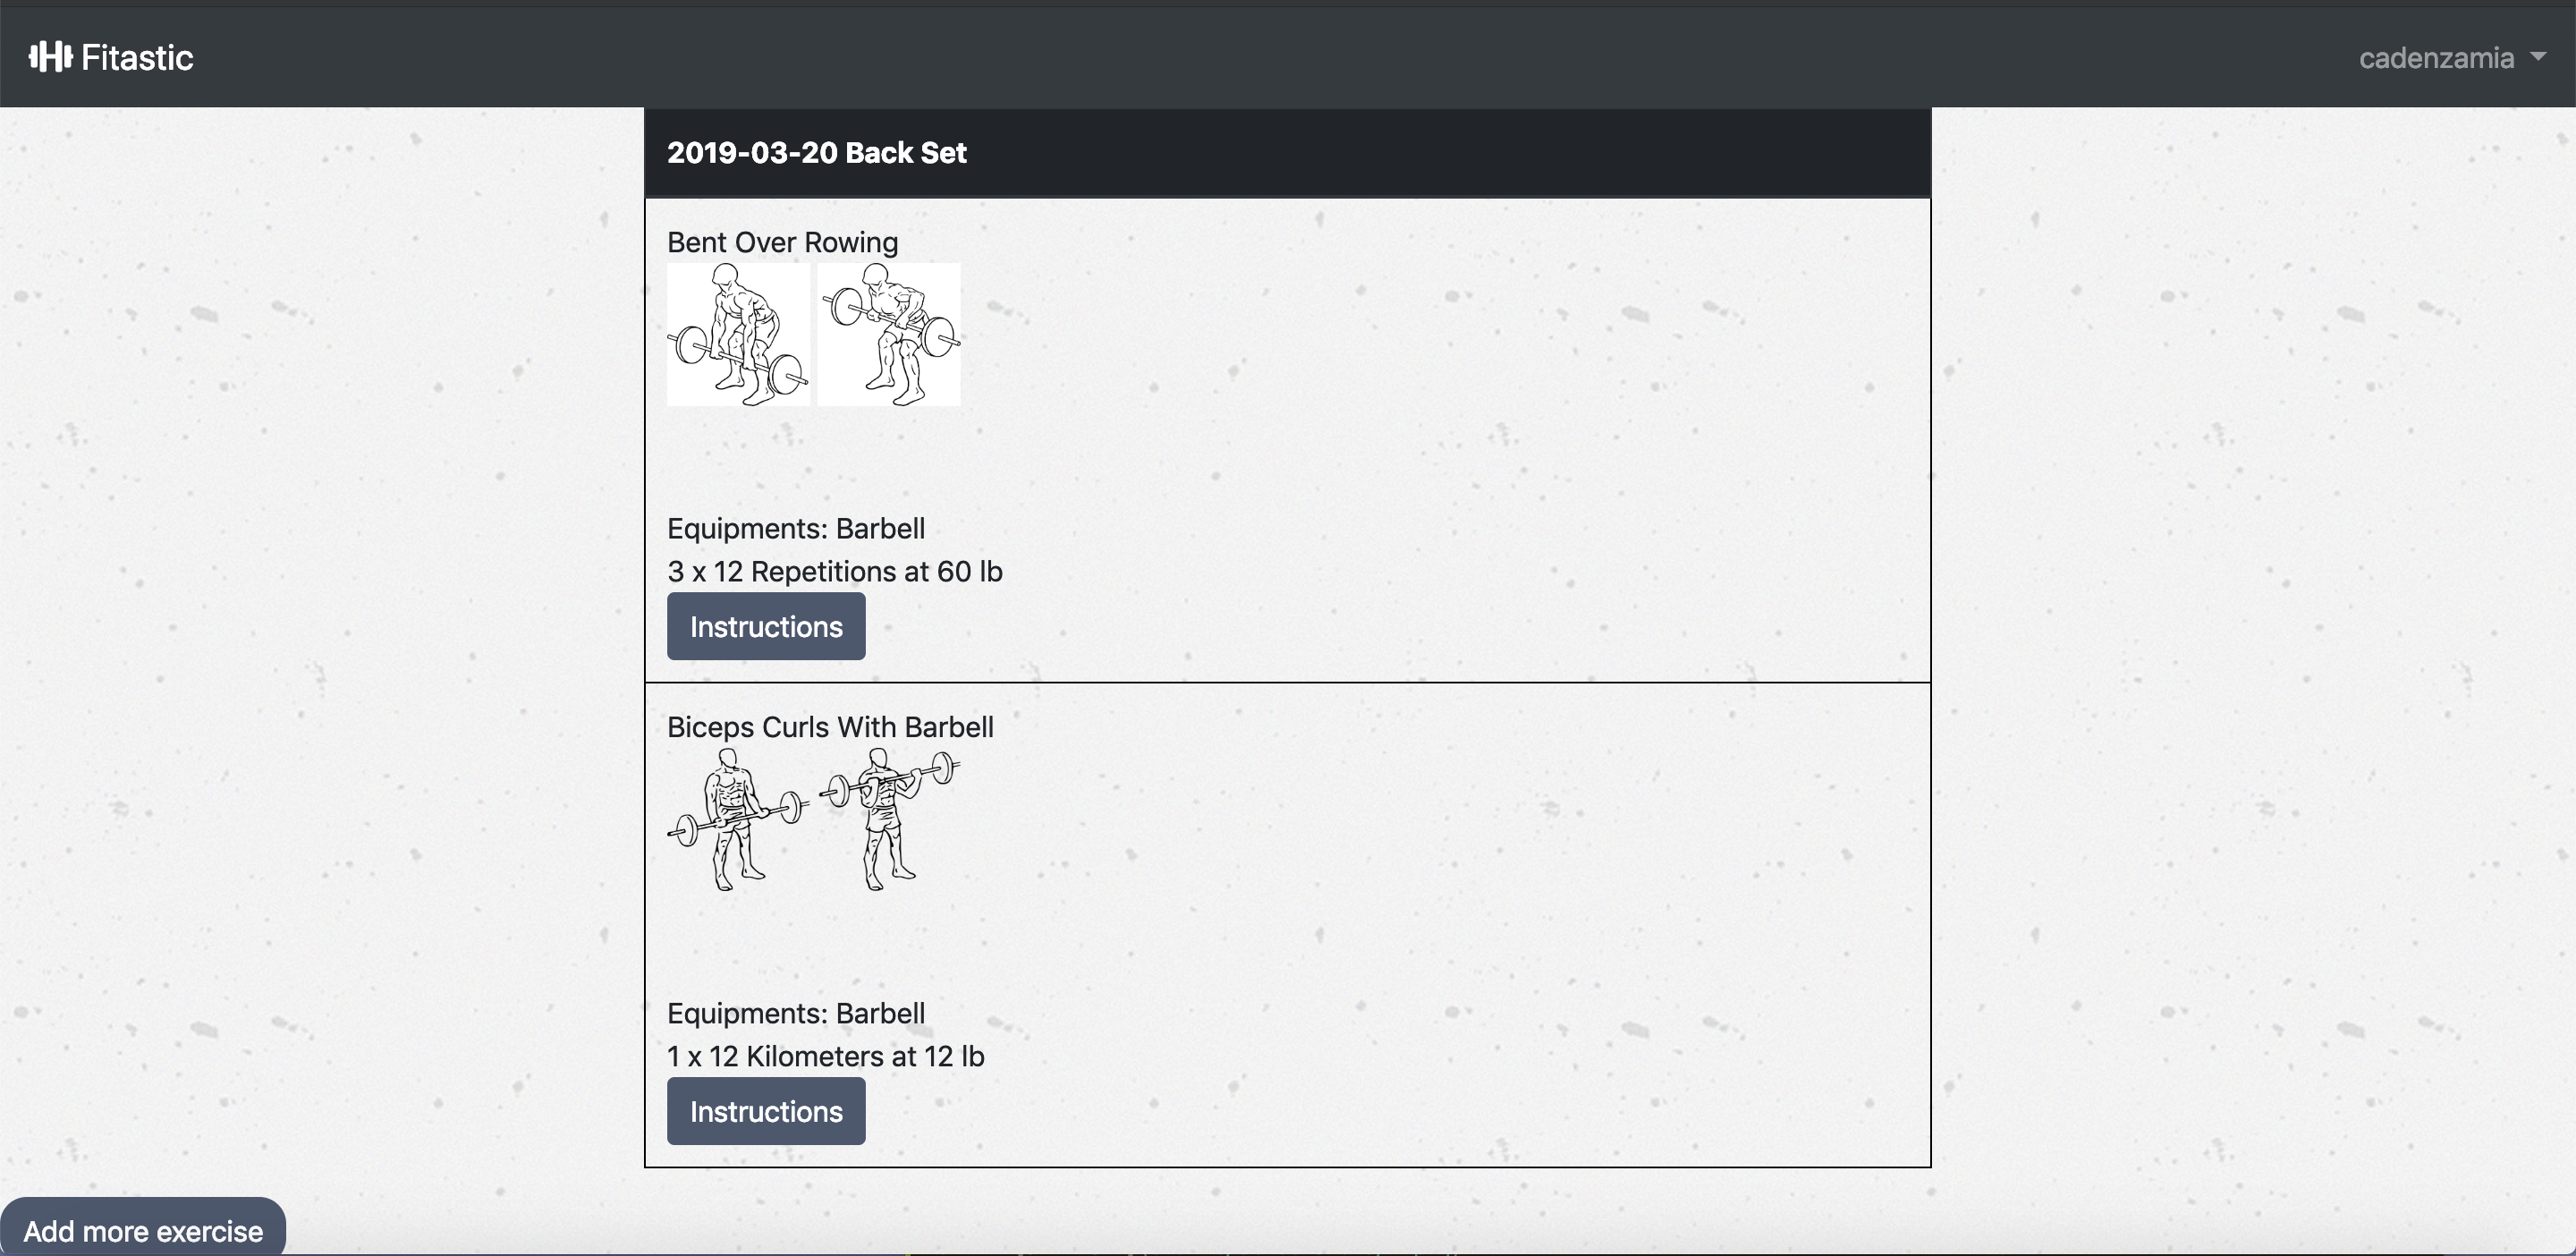 Fitastic
cadenzamia
2019-03-20 Back Set
Bent Over Rowing
Equipments: Barbell
3 x 12 Repetitions at 60 lb
Instructions
Biceps Curls With Barbell
Equipments: Barbell
1 x 12 Kilometers at 12 lb
Instructions
Add more exercise